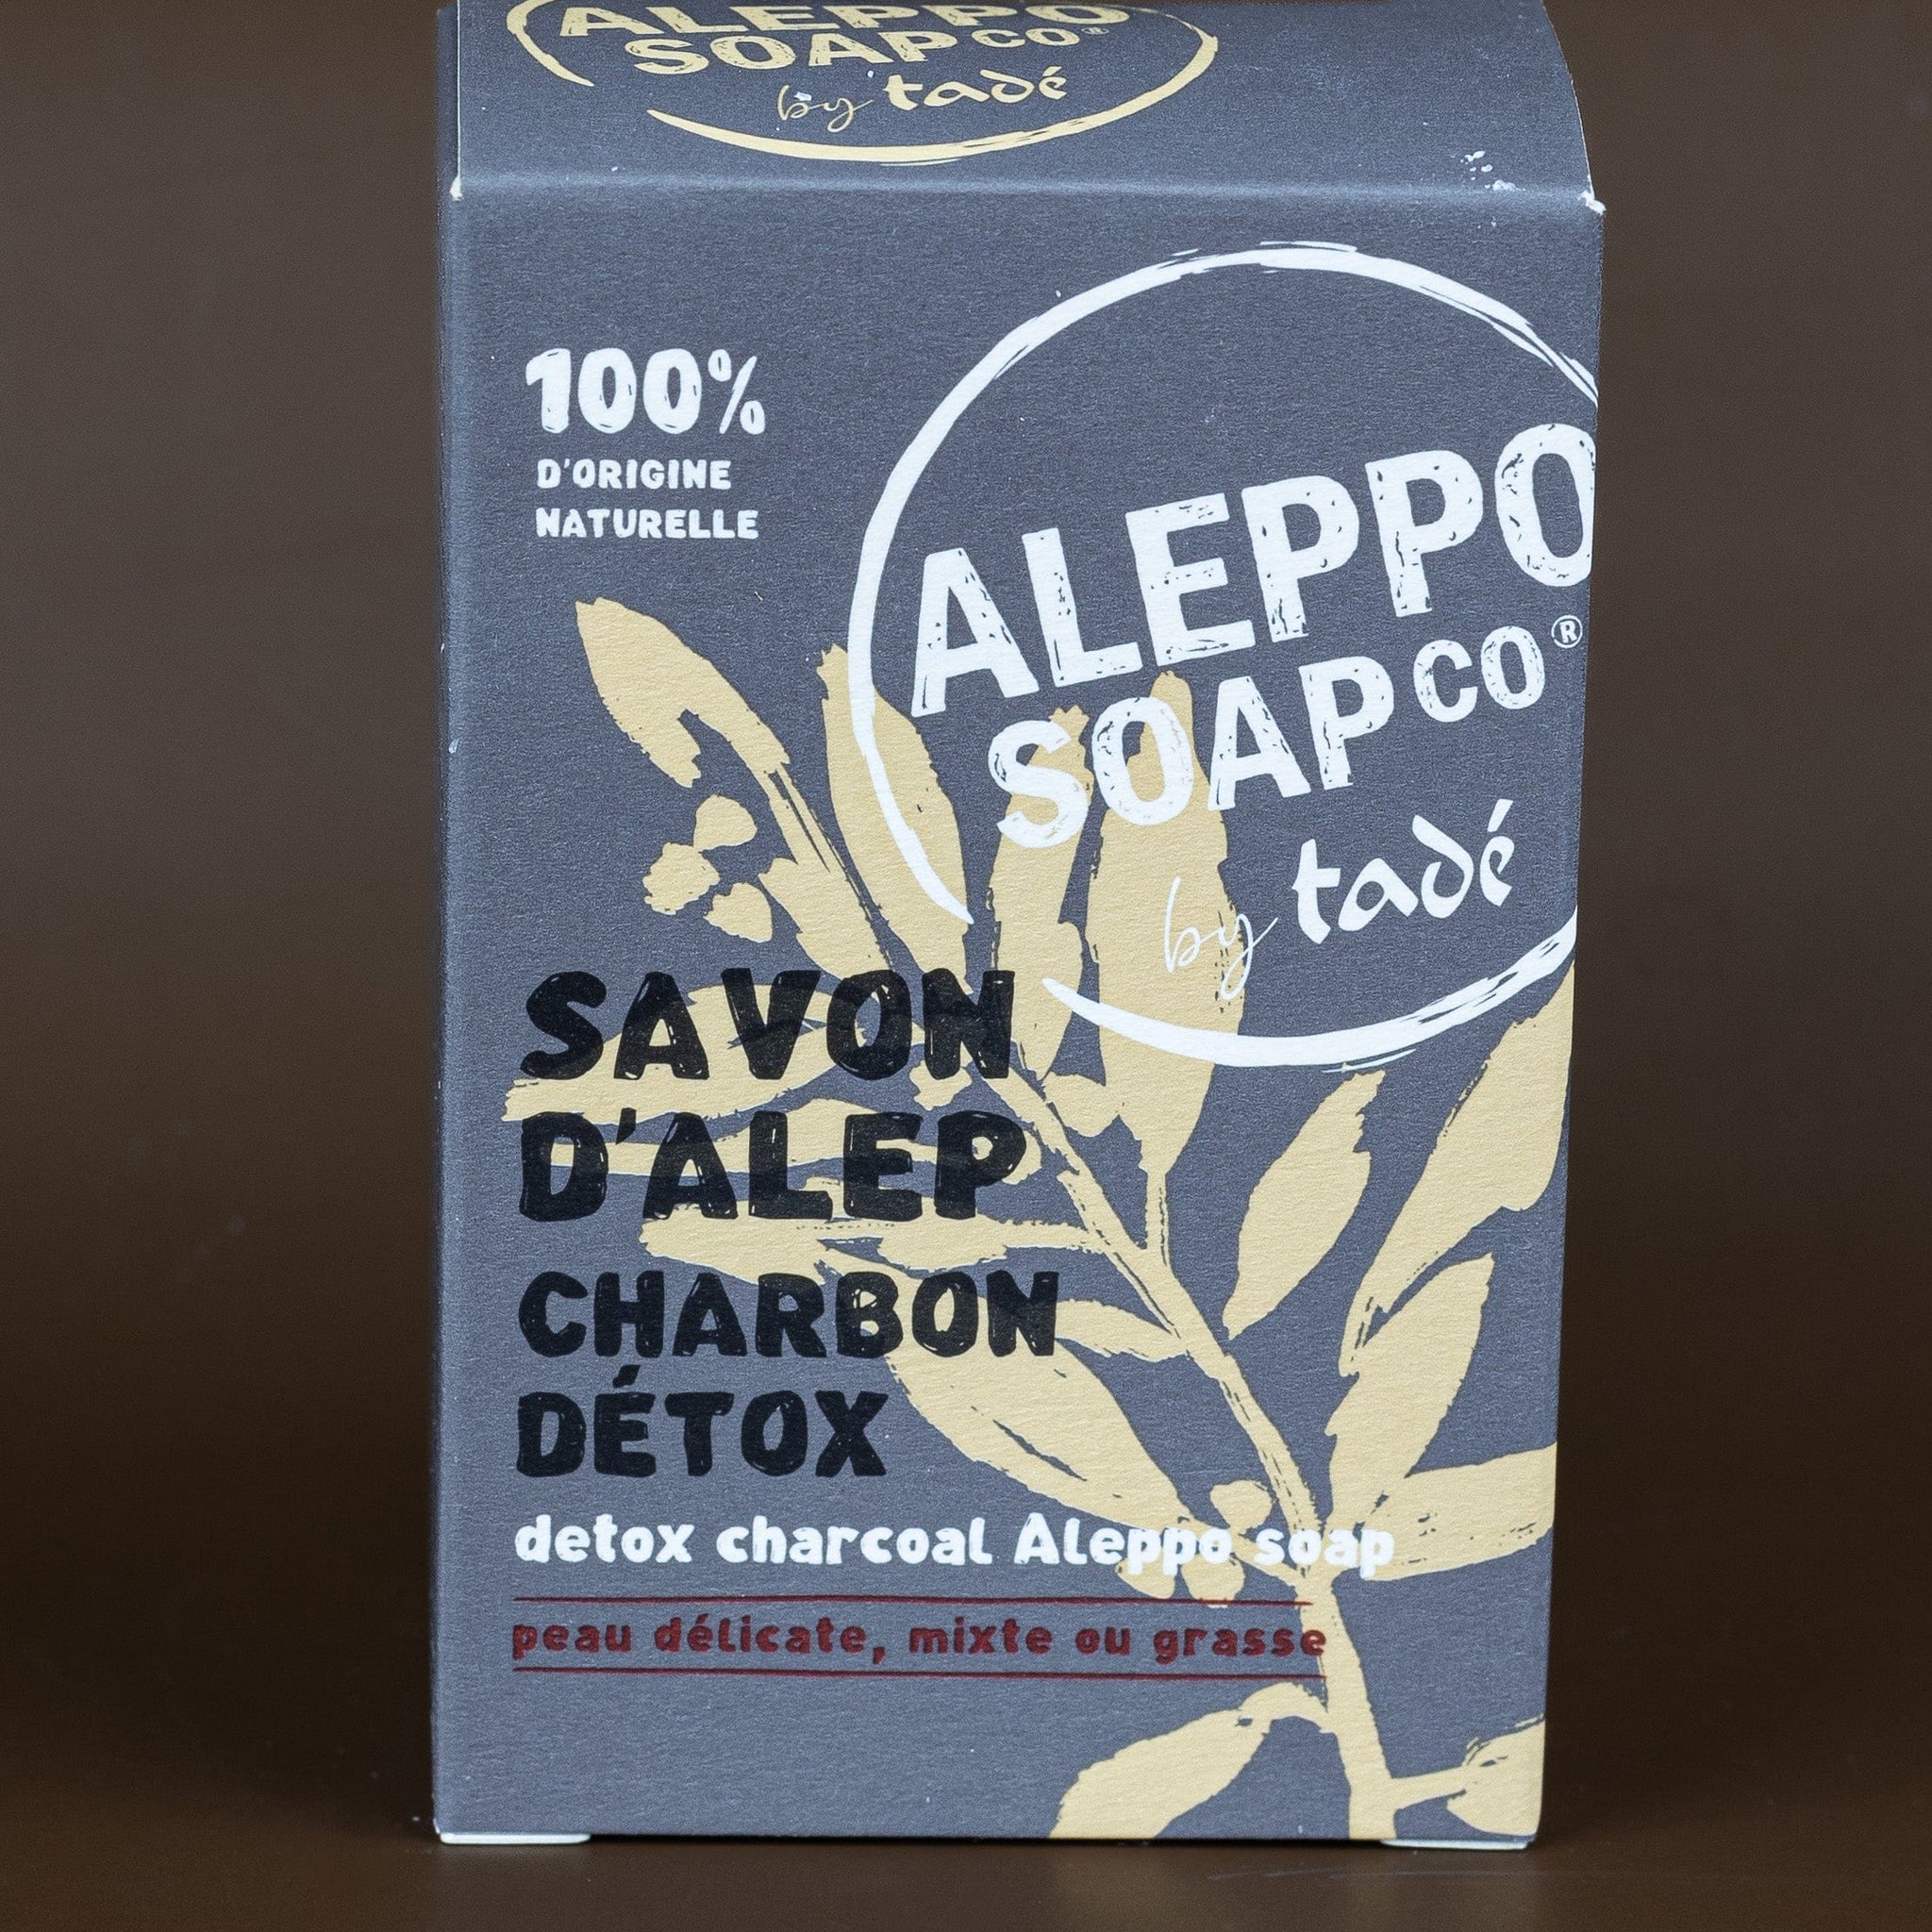 ALEPPO
SOAP CO®
by tadé
100%
D'ORIGINE
NATURELLE
ALEPPO
SOAP CO®
by tadé
SAVON
D'ALEP
CHARBON
DÉTOX
detox charcoal Aleppo soap
peau délicate, mixte ou grasse